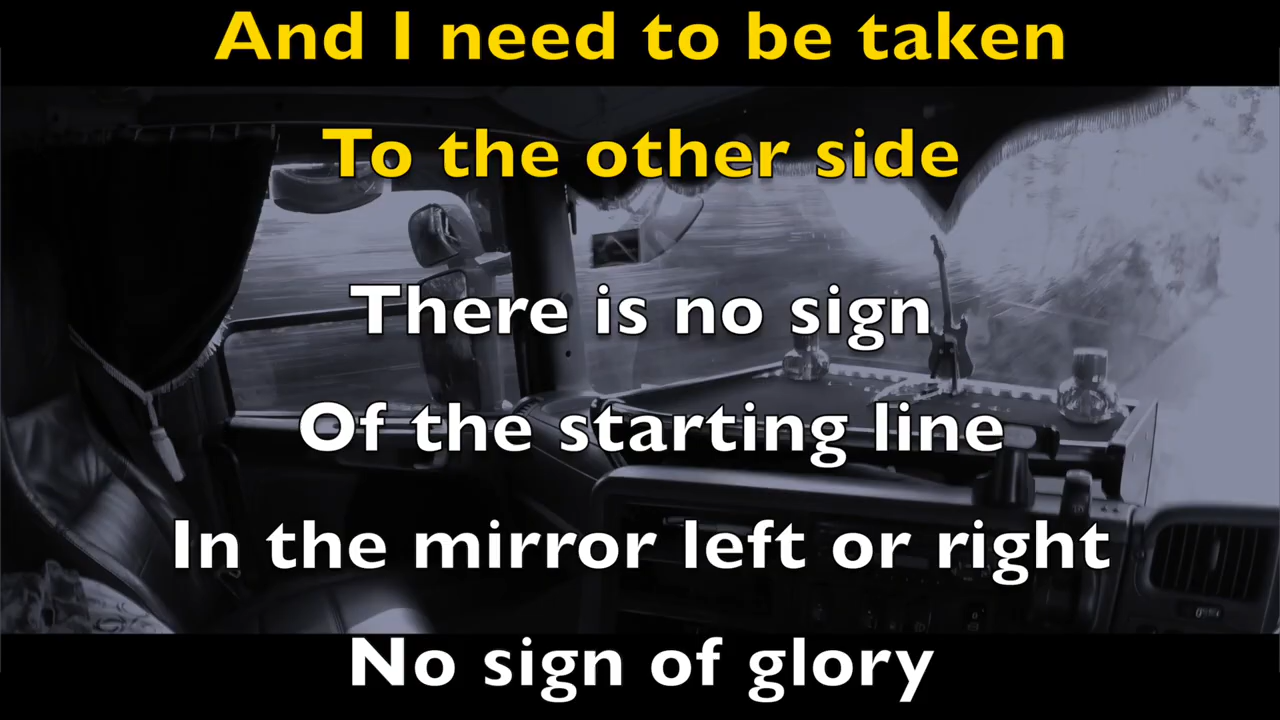 And I need to be taken
To the other side
There is no sign
Of the starting line
In the mirror left or right
No sign of glory